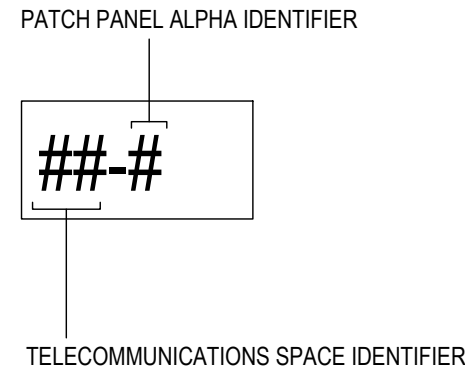 PATCH PANEL ALPHA IDENTIFIER
##-#
TELECOMMUNICATIONS SPACE IDENTIFIER